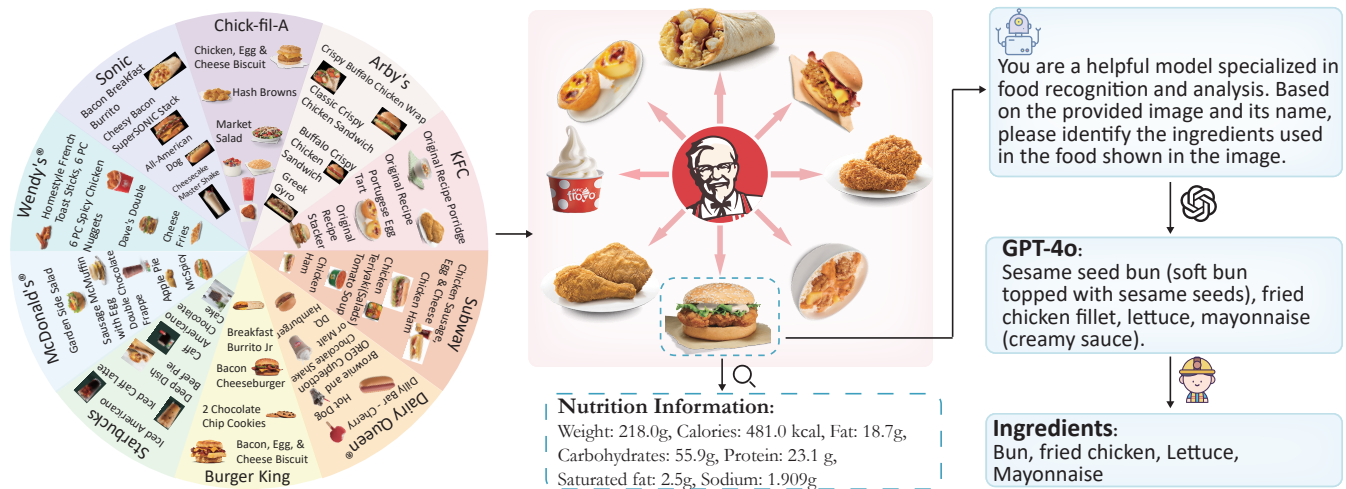 Chick-fil-A
Chicken, Egg &
Cheese Biscuit
Hash Browns
Market
Salad
Arby's
Crispy Buffalo Chicken Wrap
Classic Crispy
Chicken Sandwich
Buffalo Crispy
Chicken
Sandwich
Greek
Gyro
KFC
Original Recipe Porridge
Original Recipe
Portugese Egg
Tart
Original
Recipe
Stacker
Subway
Chicken Sausage,
Egg & Cheese
Chicken Ham
Chicken
Teriyaki(Salads)
Tomato Soup
Chicken
Ham
Dairy Queen®
Dilly Bar - Cherry
Hot Dog
Brownie and
OREO Cupfection
Chocolate Shake
or Malt
DQ
Hamburger
Burger King
Breakfast
Burrito Jr
Bacon
Cheeseburger
2 Chocolate
Chip Cookies
Bacon, Egg, &
Cheese Biscuit
Starbucks
Iced Americano
Iced Caff Latte
Deep Dish
Beef Pie
Caff
Americano
Chocolate
Cake
McDonald's®
Garden Side Salad
Sausage McMuffin
with Egg
Double Chocolate
Frappe
Apple Pie
Mcspicy
Wendy's®
Homestyle French
Toast Sticks, 6 PC
6 PC Spicy Chicken
Nuggets
Dave's Double
Cheese
Fries
Sonic
Bacon Breakfast
Burrito
Cheesy Bacon
SuperSONIC Stack
All-American
Dog
Cheesecake
Master Shake
KFC
froyo
Nutrition Information:
Weight: 218.0g, Calories: 481.0 kcal, Fat: 18.7g,
Carbohydrates: 55.9g, Protein: 23.1 g,
Saturated fat: 2.5g, Sodium: 1.909g
You are a helpful model specialized in
food recognition and analysis. Based
on the provided image and its name,
please identify the ingredients used
in the food shown in the image.
GPT-4o:
Sesame seed bun (soft bun
topped with sesame seeds), fried
chicken fillet, lettuce, mayonnaise
(creamy sauce).
Ingredients:
Bun, fried chicken, Lettuce,
Mayonnaise